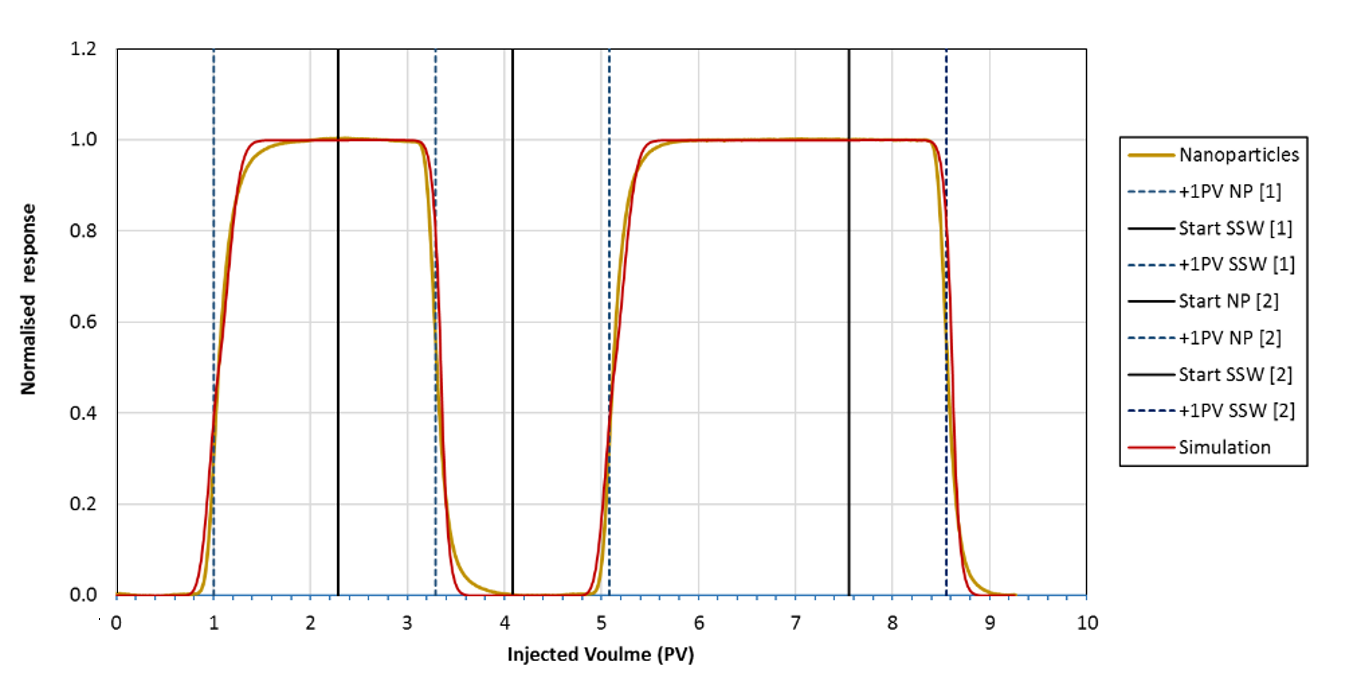 1.2
1.0
0.8
0.6
0.4
0.2
0.0
0 1 2 3 4 5 6 7 8 9 10
Normalised response
Injected Voulme (PV)
Nanoparticles
+1PV NP [1]
Start SSW [1]
+1PV SSW [1]
Start NP [2]
+1PV NP [2]
Start SSW [2]
+1PV SSW [2]
Simulation